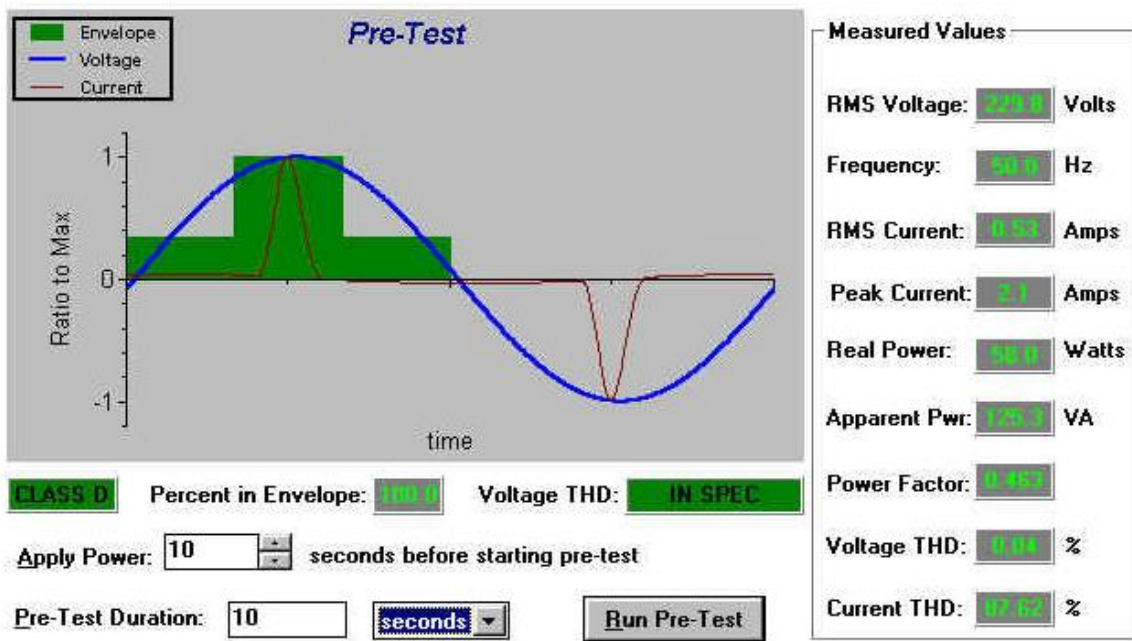 Envelope
Voltage
Current
Pre-Test
1
0
-1
Ratio to Max
time
CLASS D
Percent in Envelope: 100.0
Voltage THD: IN SPEC
Apply Power: 10 seconds before starting pre-test
Pre-Test Duration: 10 seconds
Run Pre-Test
Measured Values
RMS Voltage: 229.8 Volts
Frequency: 50.0 Hz
RMS Current: 0.53 Amps
Peak Current: 2.1 Amps
Real Power: 58.0 Watts
Apparent Pwr: 125.3 VA
Power Factor: 0.463
Voltage THD: 0.04 %
Current THD: 87.62 %